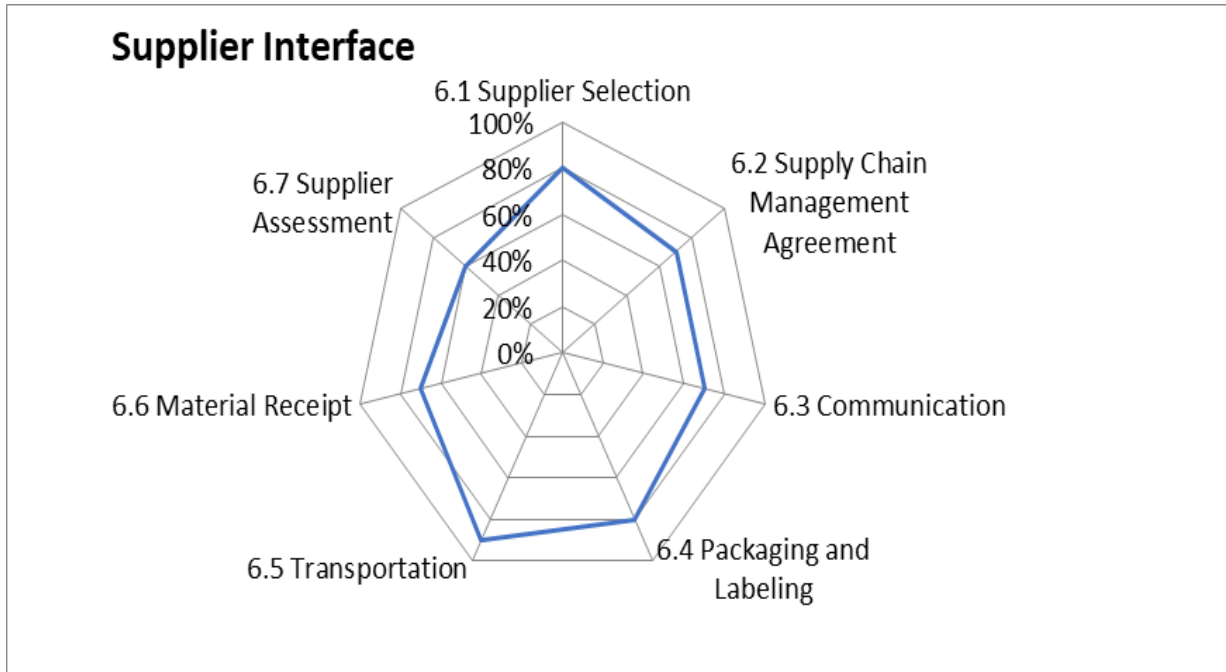 Supplier Interface
6.1 Supplier Selection
100%
80%
60%
40%
20%
0%
6.2 Supply Chain
Management
Agreement
6.3 Communication
6.4 Packaging and
Labeling
6.5 Transportation
6.6 Material Receipt
6.7 Supplier
Assessment